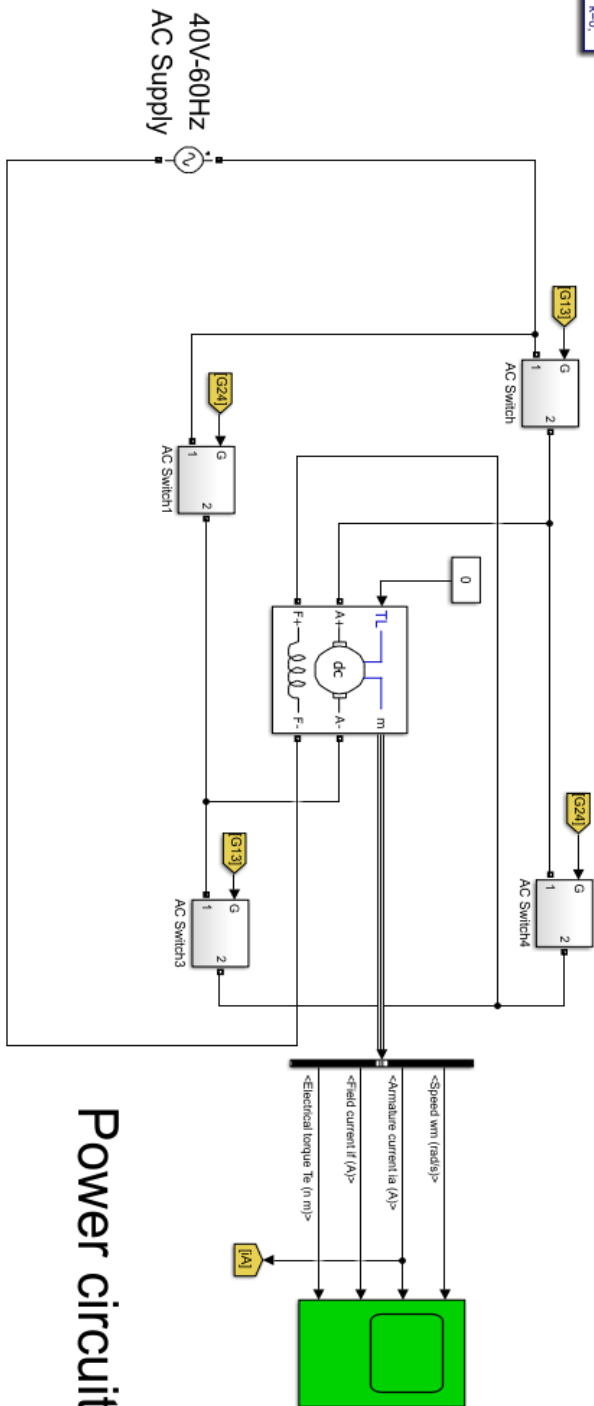 k=0;
40V-60Hz
AC Supply
[G13]
G
1
2
AC Switch
[G24]
G
1
2
AC Switch1
0
TL
m
A+
dc
A-
F+
F-
[G24]
G
1
2
AC Switch4
[G13]
G
1
2
AC Switch3
<Speed wm (rad/s)>
<Armature current ia (A)>
<Field current if (A)>
<Electrical torque Te (n m)>
[iA]
Power circuit